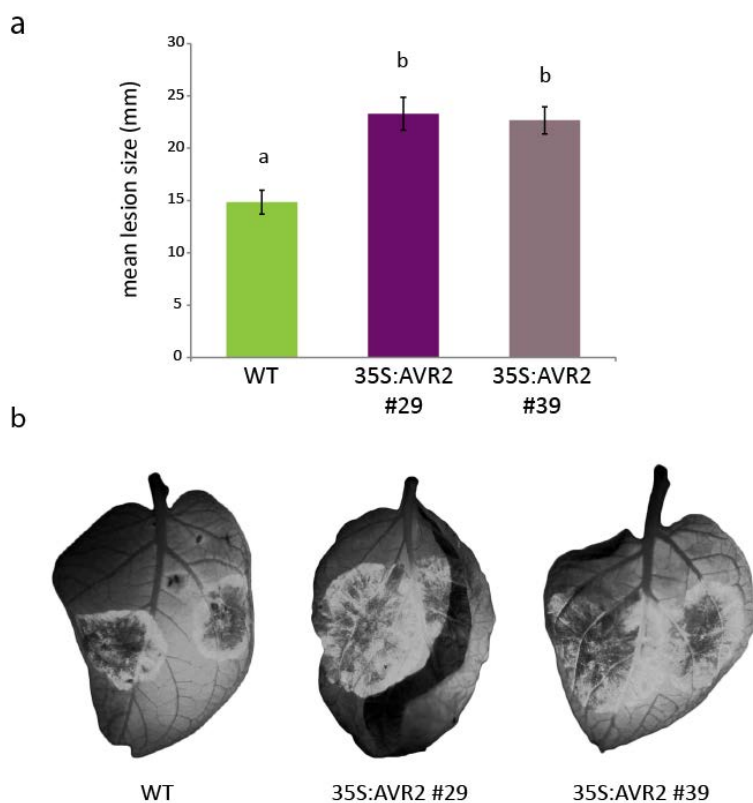 a
mean lesion size (mm)
30
25
20
15
10
5
0
a
b
b
WT
35S:AVR2
#29
35S:AVR2
#39
b
WT
35S:AVR2 #29
35S:AVR2 #39